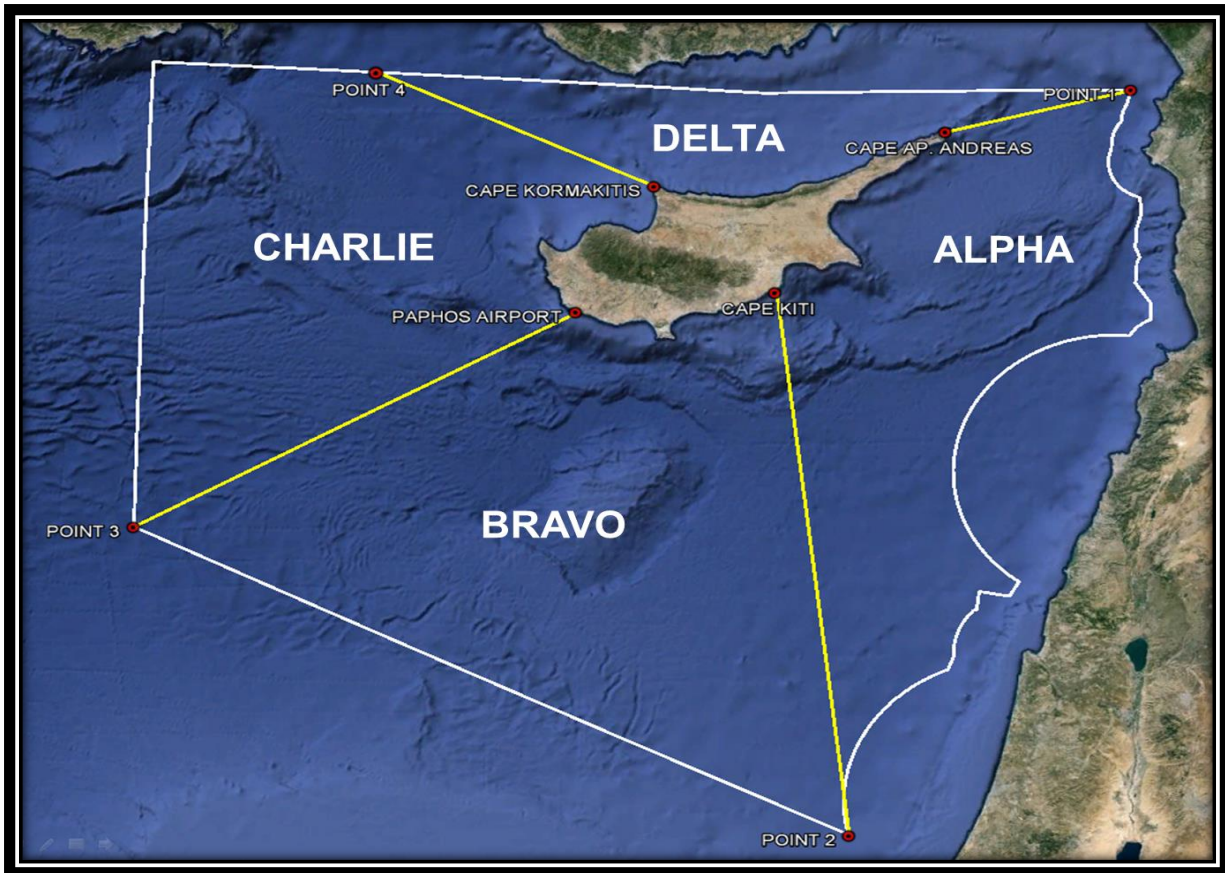 POINT 4
POINT 1
DELTA
CAPE AP. ANDREAS
CAPE KORMAKITIS
CHARLIE
ALPHA
CAPE KITI
PAPHOS AIRPORT
BRAVO
POINT 3
POINT 2